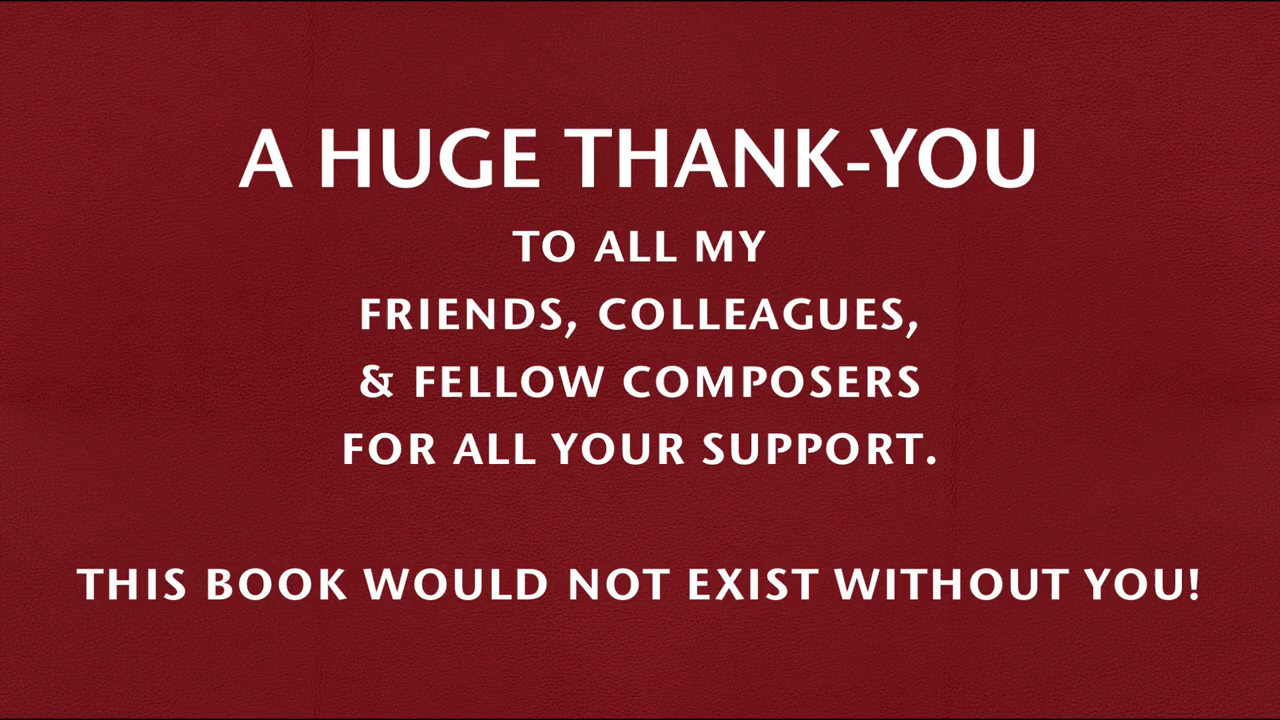 A HUGE THANK-YOU
TO ALL MY
FRIENDS, COLLEAGUES,
& FELLOW COMPOSERS
FOR ALL YOUR SUPPORT.
THIS BOOK WOULD NOT EXIST WITHOUT YOU!